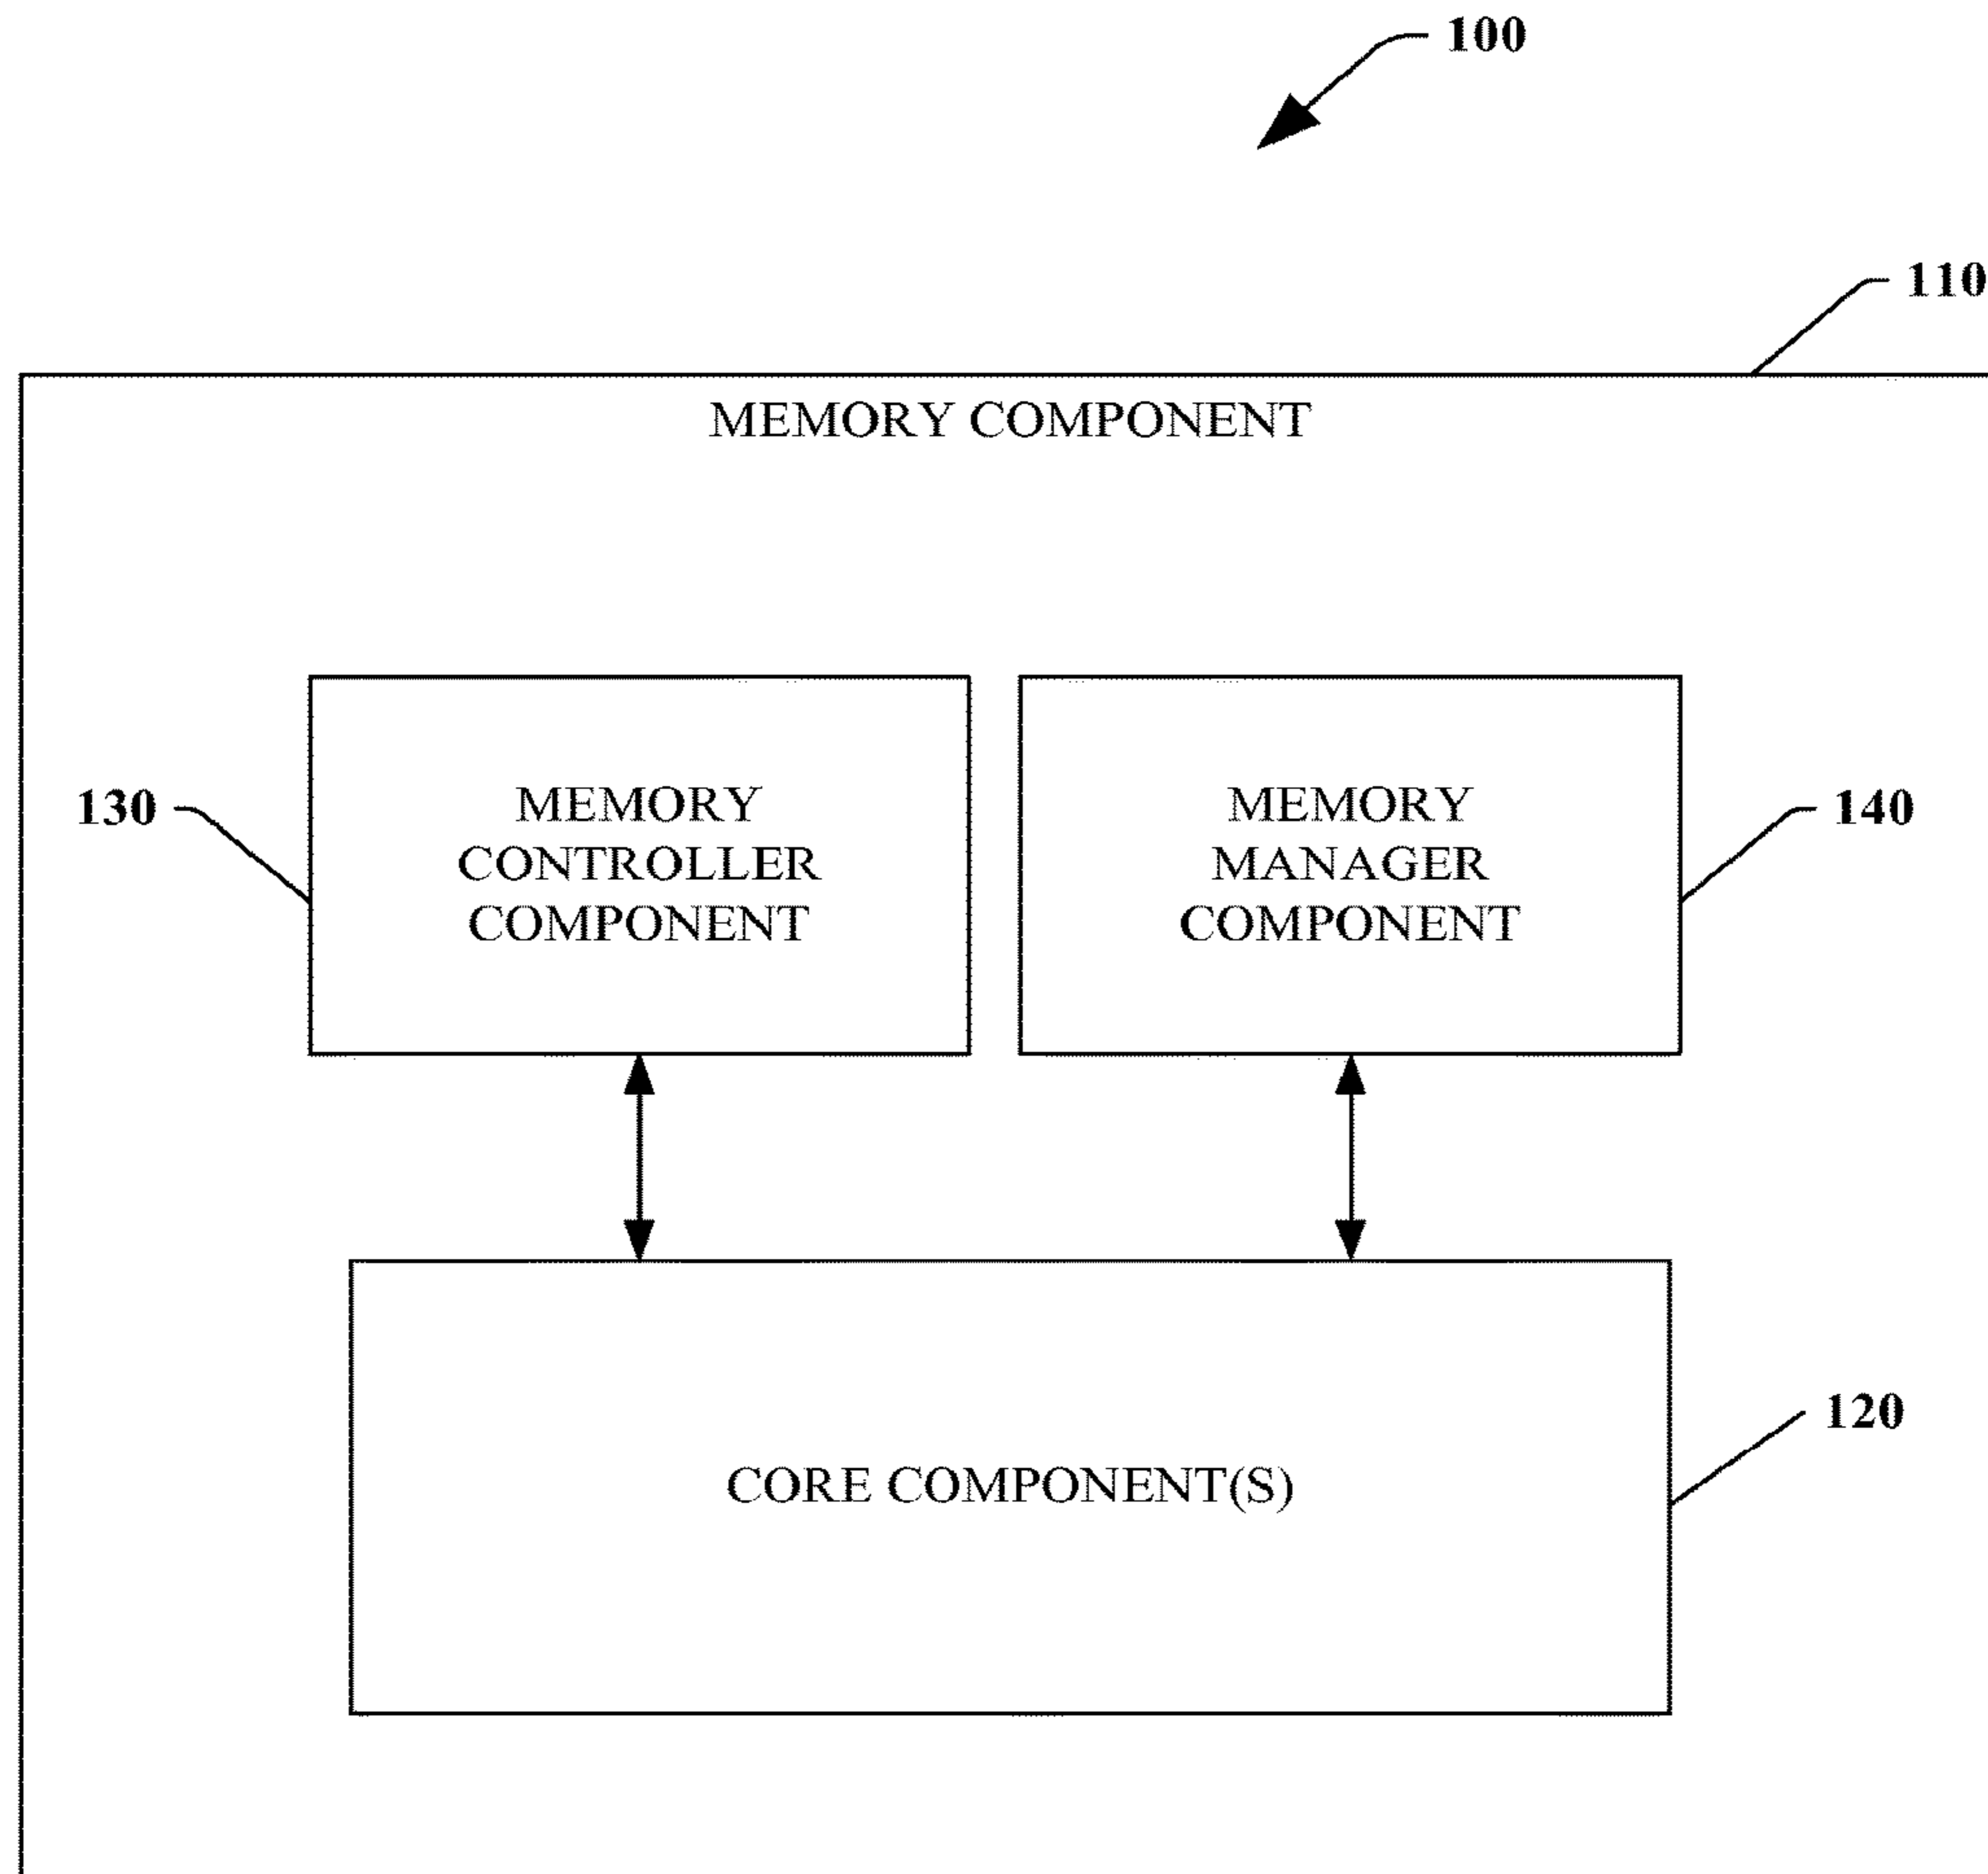 100
110
MEMORY COMPONENT
130
MEMORY
CONTROLLER
COMPONENT
MEMORY
MANAGER
COMPONENT
140
CORE COMPONENT(S)
120